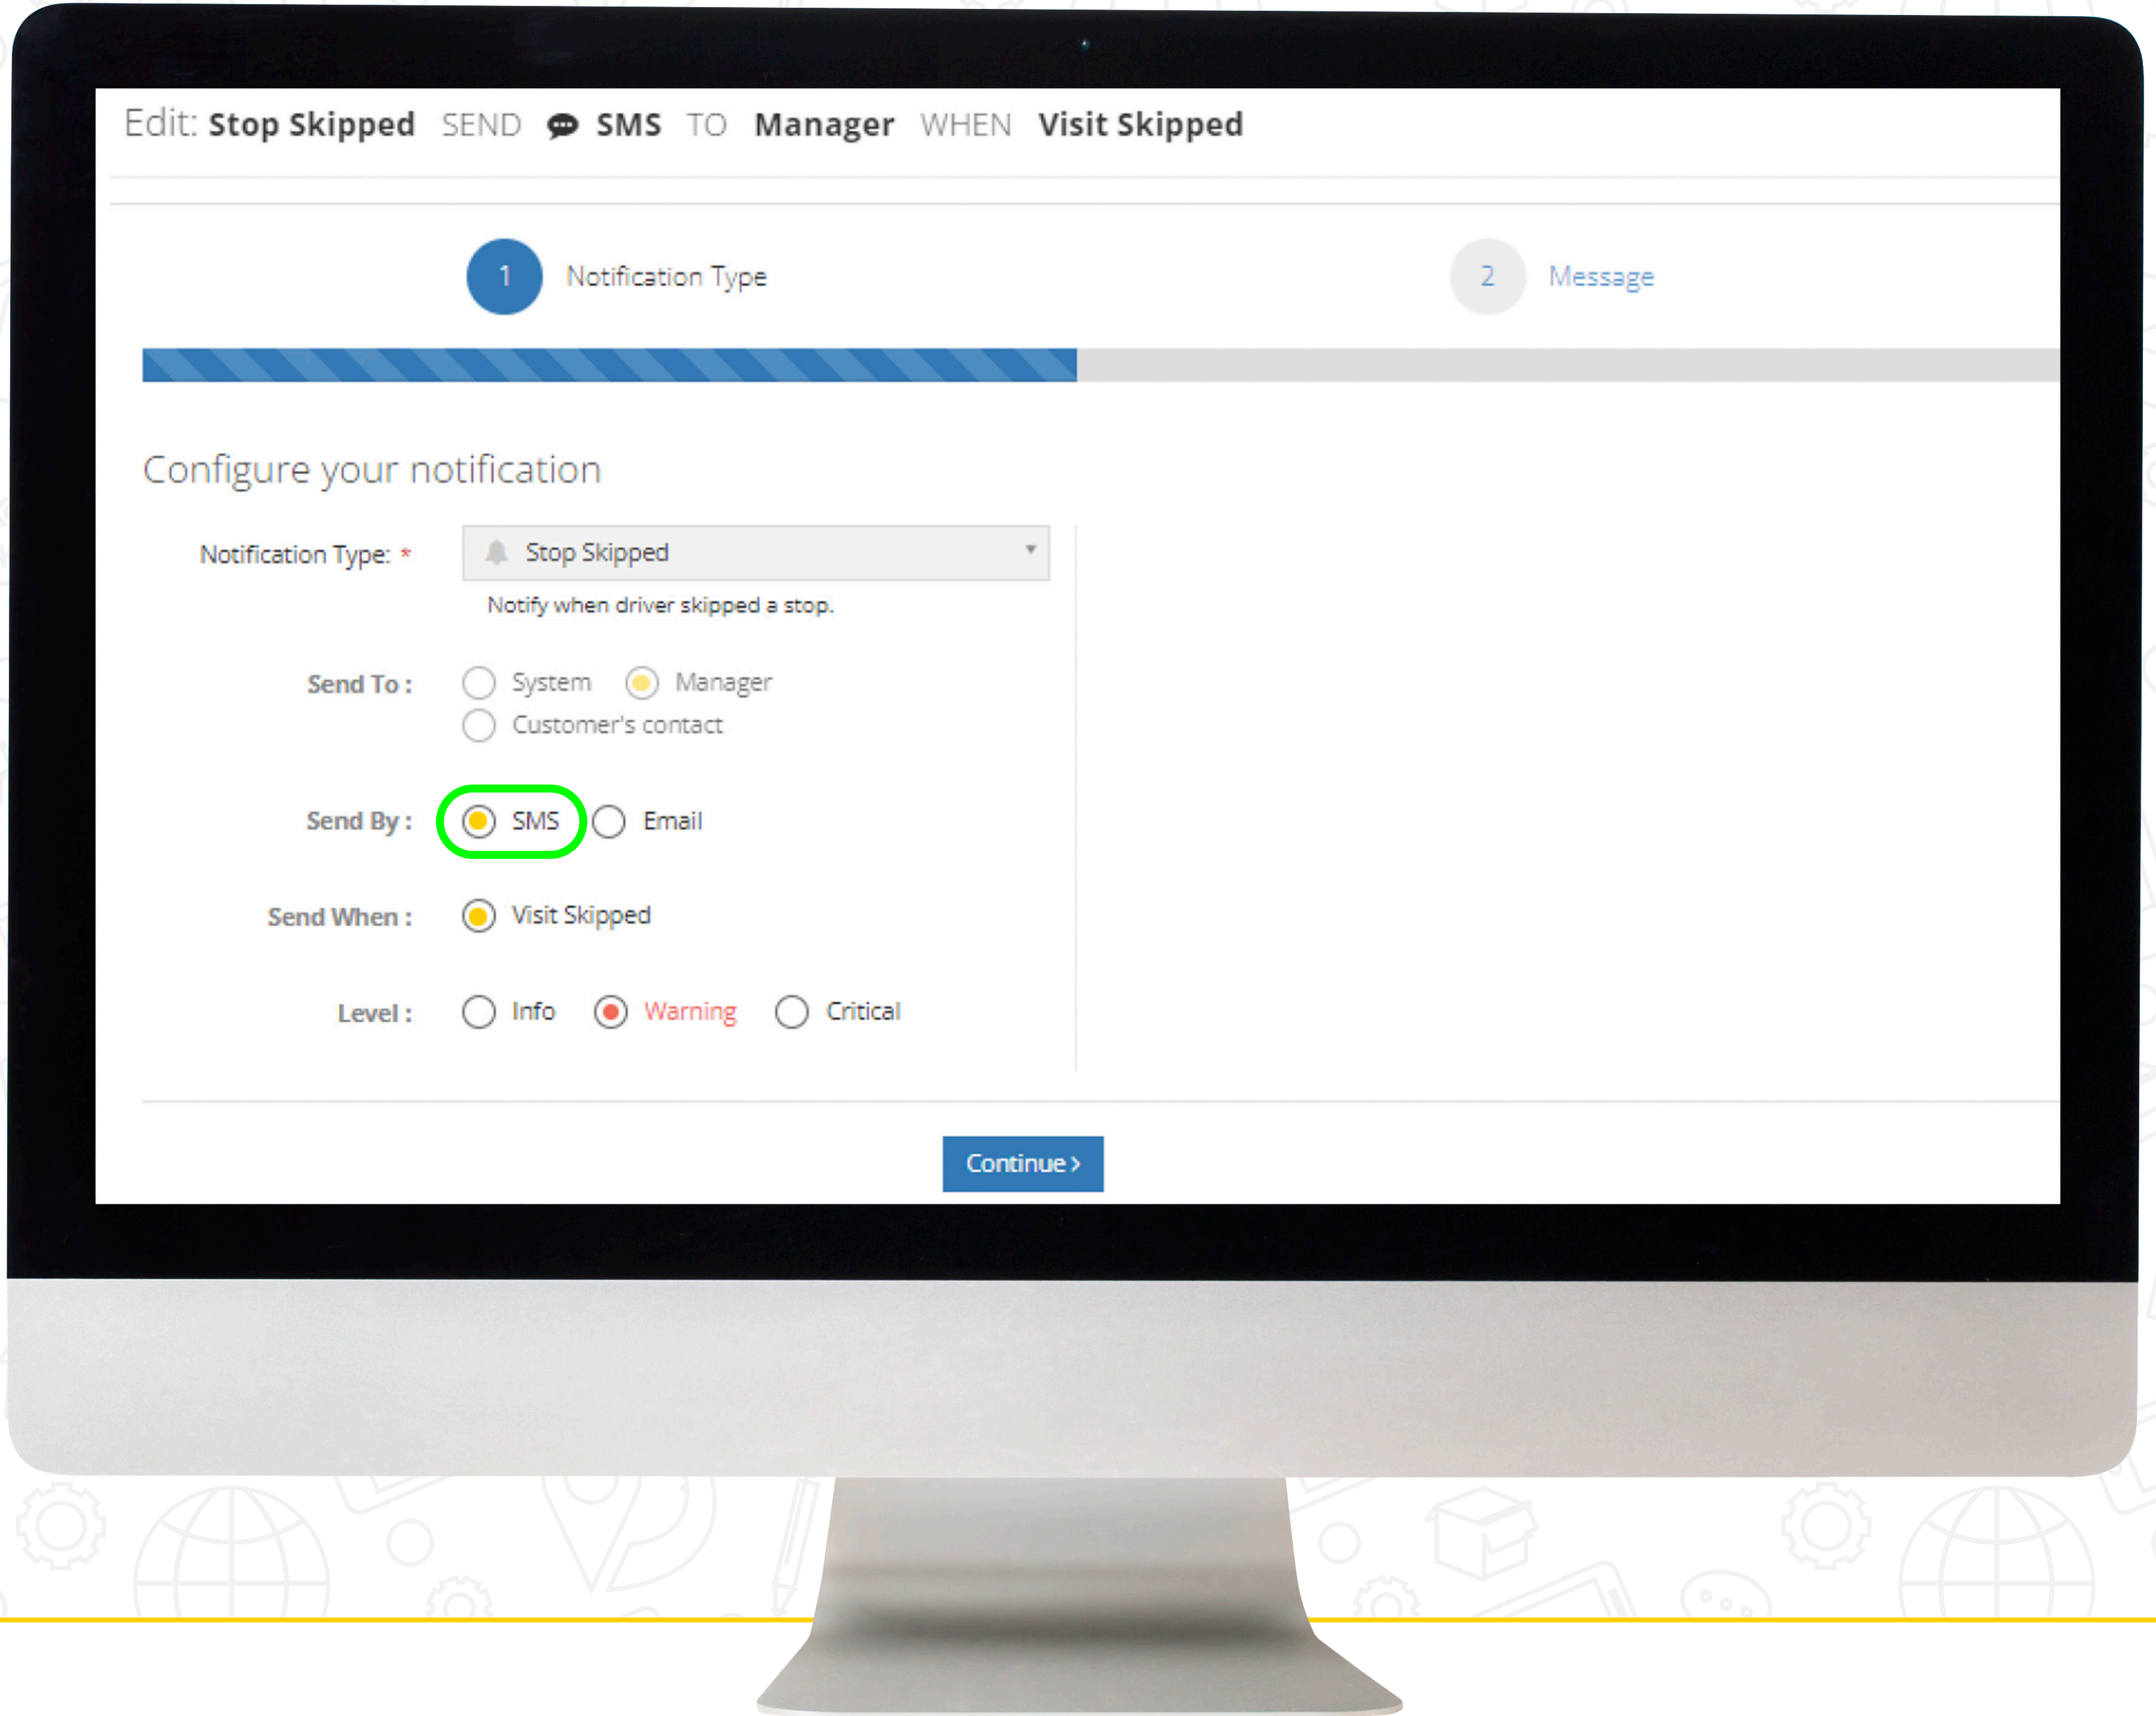 Edit: Stop Skipped SEND SMS TO Manager WHEN Visit Skipped
1 Notification Type
2 Message
Configure your notification
Notification Type: * Stop Skipped
Notify when driver skipped a stop.
Send To : System Manager
Customer's contact
Send By : SMS Email
Send When : Visit Skipped
Level : Info Warning Critical
Continue >